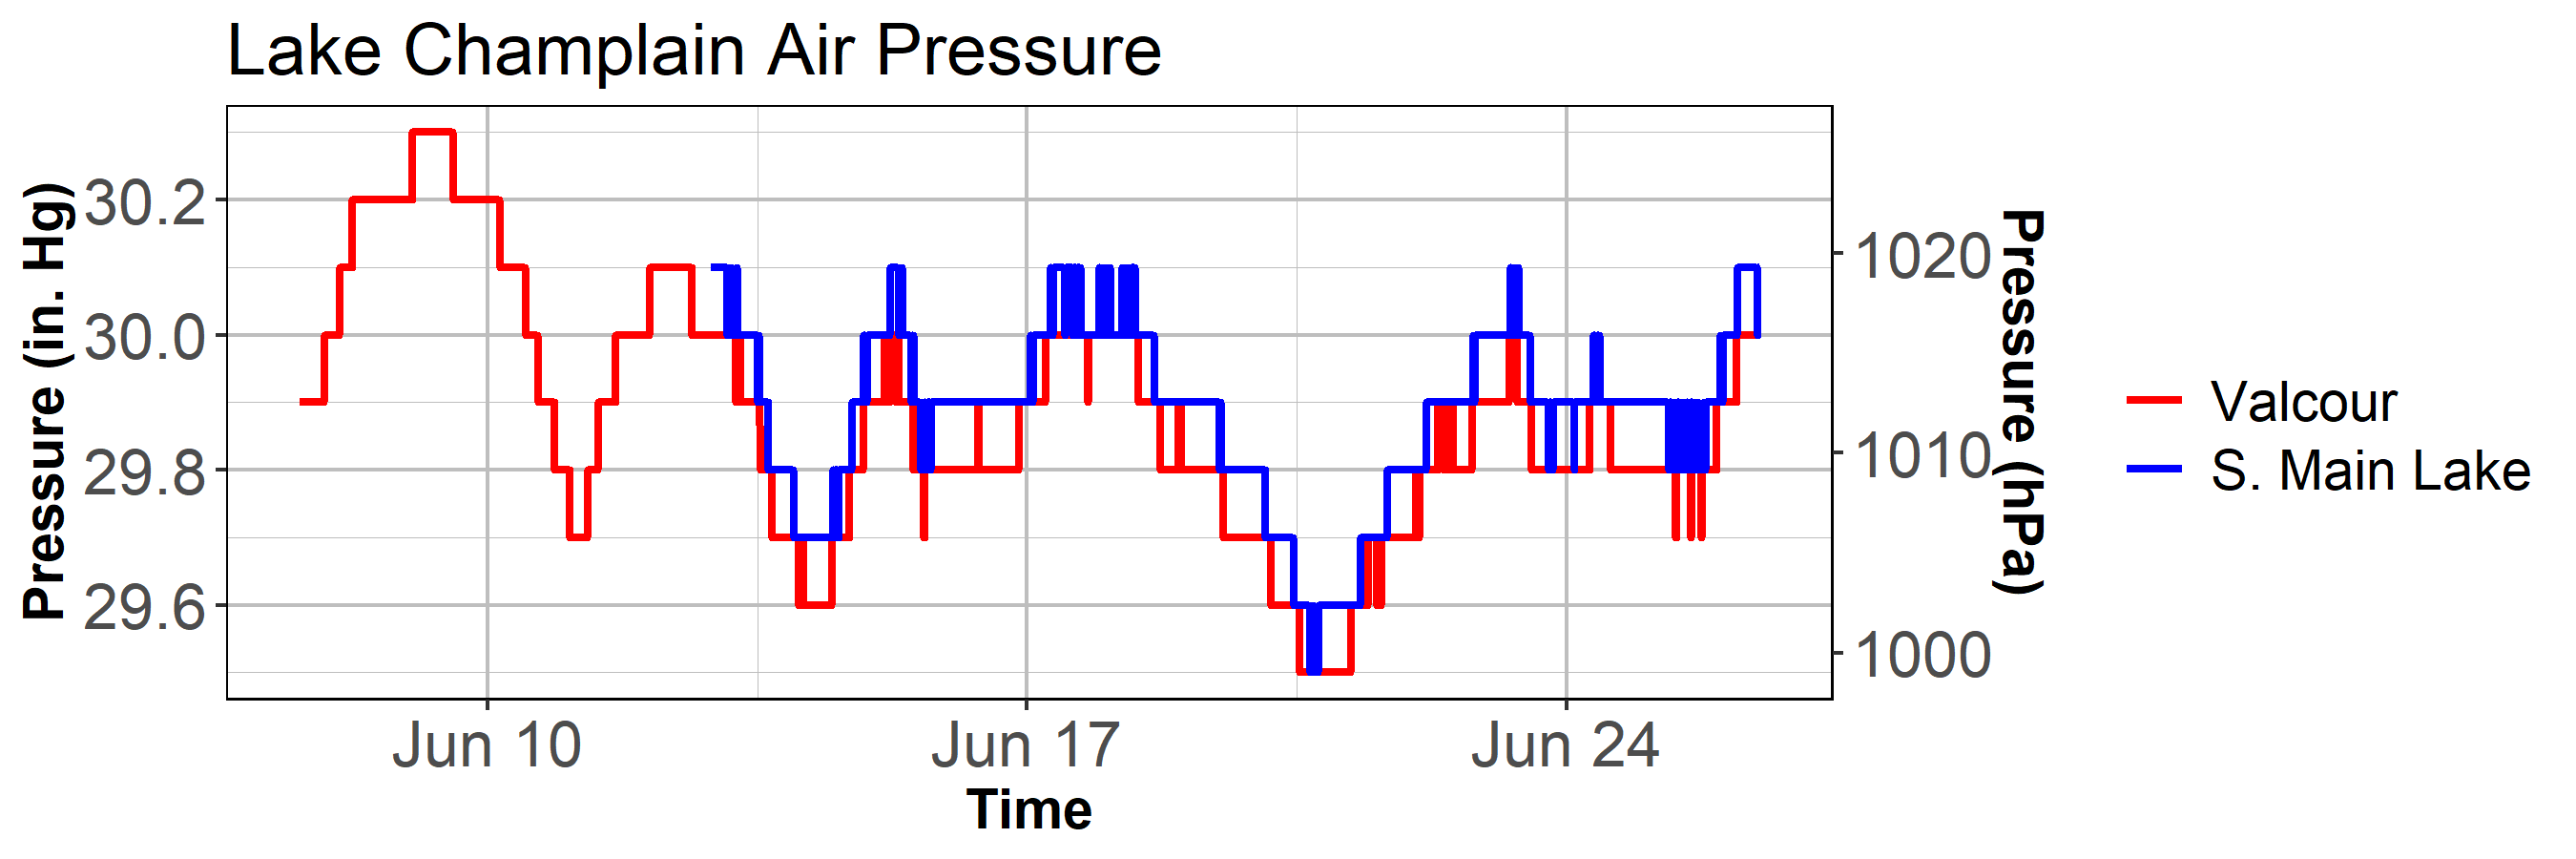 Lake Champlain Air Pressure
Pressure (in. Hg)
30.2
30.0
29.8
29.6
1020
1010
1000
Pressure (hPa)
Jun 10
Jun 17
Jun 24
Time
Valcour
S. Main Lake